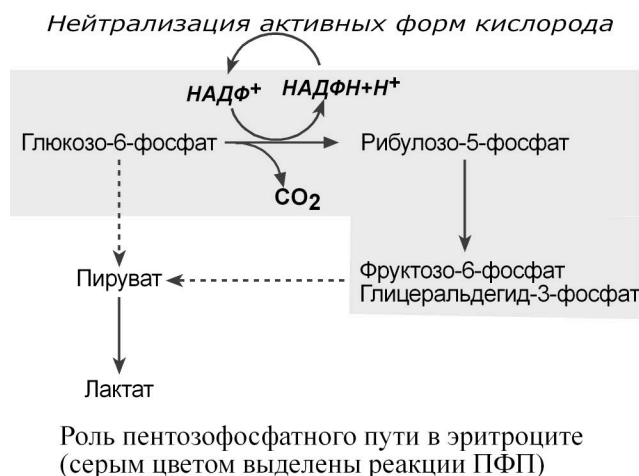 Нейтрализация активных форм кислорода
НАДФ+ НАДФН+Н+
Глюкозо-6-фосфат Рибулозо-5-фосфат
CO2
Пируват
Фруктозо-6-фосфат
Глицеральдегид-3-фосфат
Лактат
Роль пентозофосфатного пути в эритроците
(серым цветом выделены реакции ПФП)